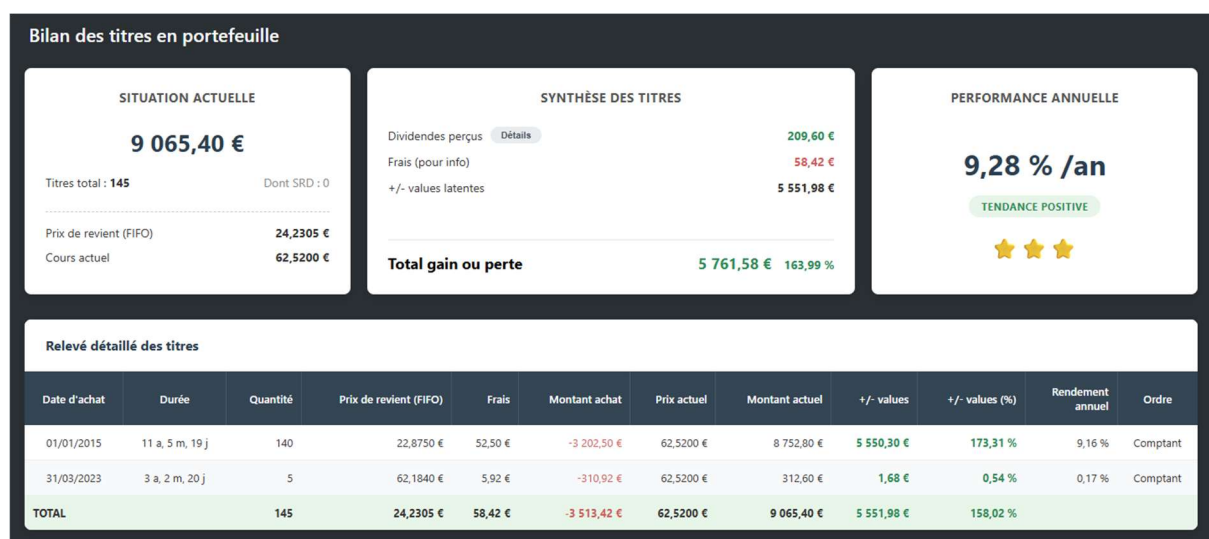 Bilan des titres en portefeuille
SITUATION ACTUELLE
9 065,40 €
Titres total : 145 Dont SRD : 0
Prix de revient (FIFO) 24,2305 €
Cours actuel 62,5200 €
SYNTHÈSE DES TITRES
Dividendes perçus Détails 209,60 €
Frais (pour info) 58,42 €
+/- values latentes 5 551,98 €
Total gain ou perte 5 761,58 € 163,99 %
PERFORMANCE ANNUELLE
9,28 % /an
TENDANCE POSITIVE
Relevé détaillé des titres
Date d'achat Durée Quantité Prix de revient (FIFO) Frais Montant achat Prix actuel Montant actuel +/- values +/- values (%) Rendement annuel Ordre
01/01/2015 11 a, 5 m, 19 j 140 22,8750 € 52,50 € -3 202,50 € 62,5200 € 8 752,80 € 5 550,30 € 173,31 % 9,16 % Comptant
31/03/2023 3 a, 2 m, 20 j 5 62,1840 € 5,92 € -310,92 € 62,5200 € 312,60 € 1,68 € 0,54 % 0,17 % Comptant
TOTAL 145 24,2305 € 58,42 € -3 513,42 € 62,5200 € 9 065,40 € 5 551,98 € 158,02 %